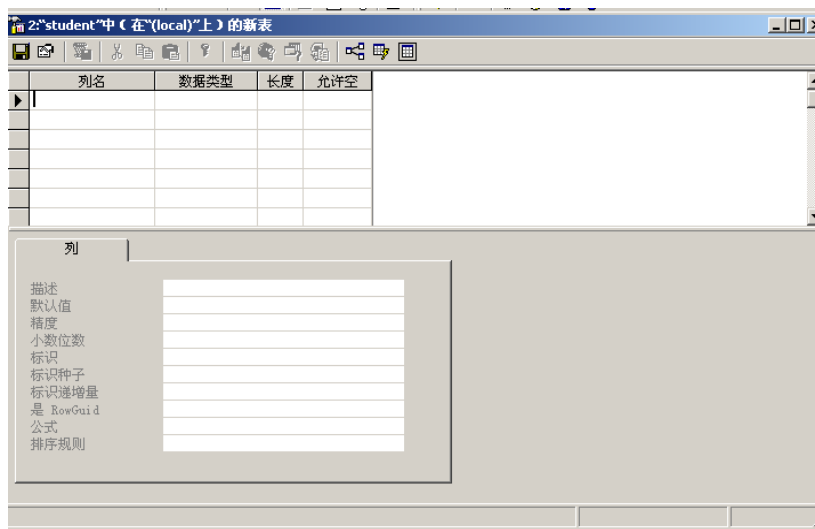 2:“student”中（在“(local)”上）的新表
列名 数据类型 长度 允许空
列
描述
默认值
精度
小数位数
标识
标识种子
标识递增量
是 RowGuid
公式
排序规则